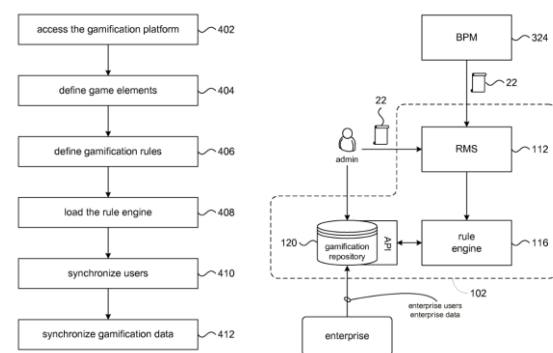 access the gamification platform
402
define game elements
404
define gamification rules
406
load the rule engine
408
synchronize users
410
synchronize gamification data
412
BPM
324
22
22
admin
RMS
112
120
gamification
repository
API
rule
engine
116
102
enterprise users
enterprise data
enterprise